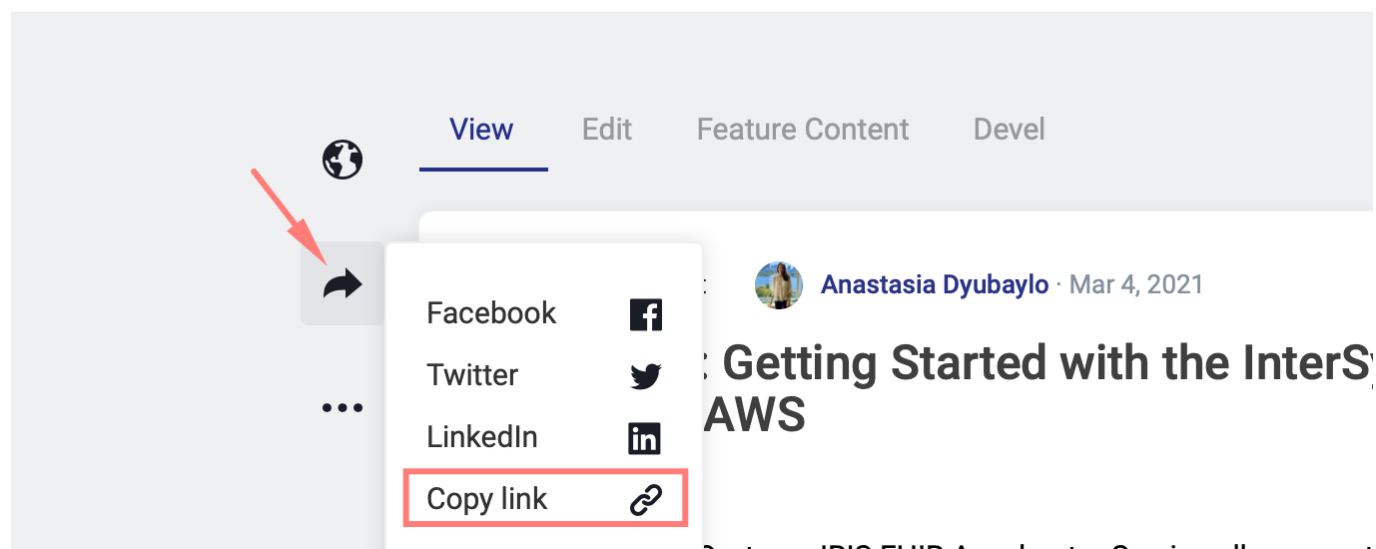 View Edit Feature Content Devel
Anastasia Dyubaylo · Mar 4, 2021
: Getting Started with the InterSy
AWS
Facebook
Twitter
LinkedIn
Copy link